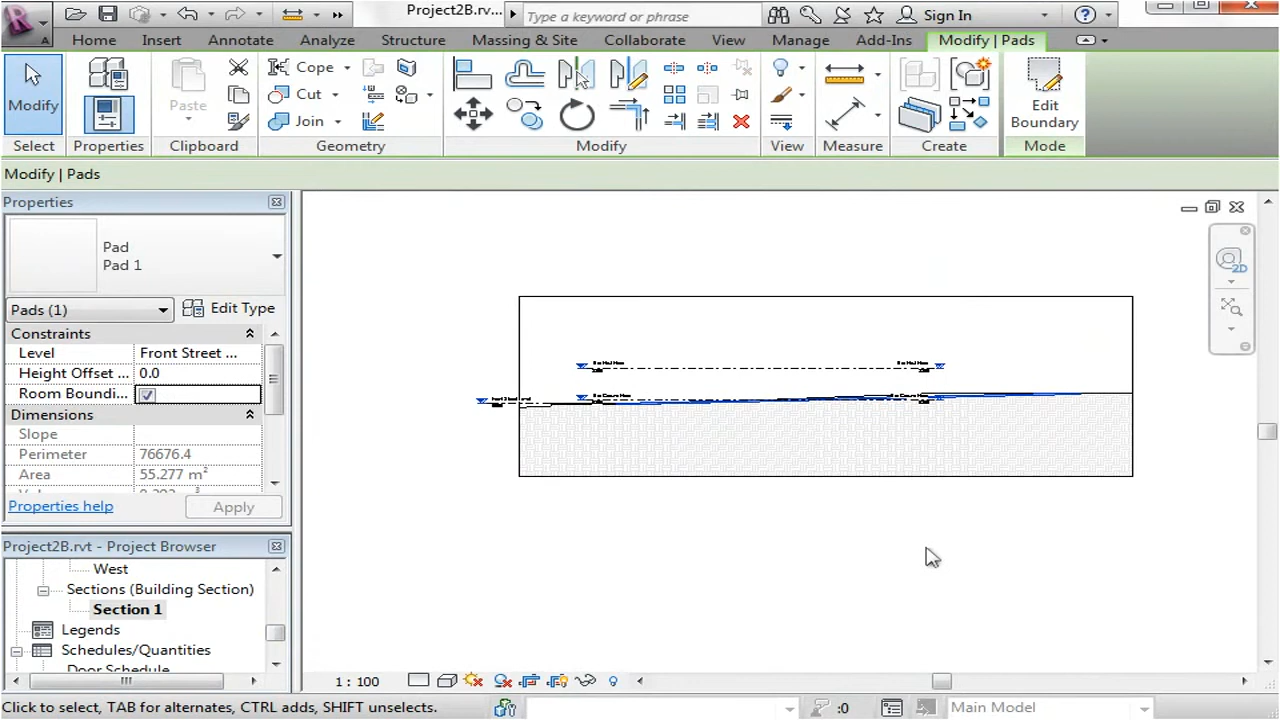 Project2B.rv...
Type a keyword or phrase
Sign In
Home Insert Annotate Analyze Structure Massing & Site Collaborate View Manage Add-Ins Modify | Pads
Modify
Paste
Cope
Cut
Join
Edit
Boundary
Select Properties Clipboard Geometry Modify View Measure Create Mode
Modify | Pads
Properties
Pad
Pad 1
Pads (1)
Edit Type
Constraints
Level Front Street ...
Height Offset ... 0.0
Room Boundi...
Dimensions
Slope
Perimeter 76676.4
Area 55.277 m²
Properties help
Apply
Project2B.rvt - Project Browser
West
Sections (Building Section)
Section 1
Legends
Schedules/Quantities
Door Schedule
2D
1 : 100
Click to select, TAB for alternates, CTRL adds, SHIFT unselects.
:0
Main Model